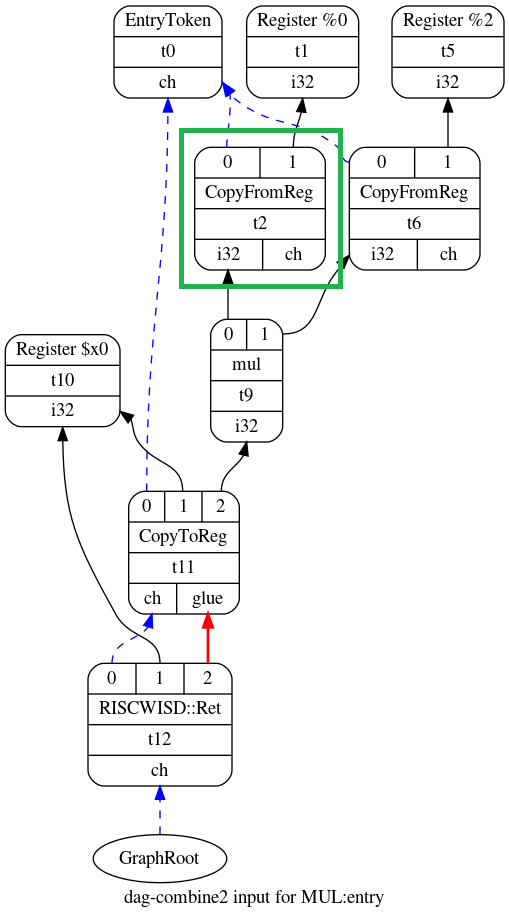 EntryToken
t0
ch
Register %0
t1
i32
Register %2
t5
i32
0 1
CopyFromReg
t2
i32 ch
0 1
CopyFromReg
t6
i32 ch
0 1
mul
t9
i32
Register $x0
t10
i32
0 1 2
CopyToReg
t11
ch glue
0 1 2
RISCWISD::Ret
t12
ch
GraphRoot
dag-combine2 input for MUL:entry